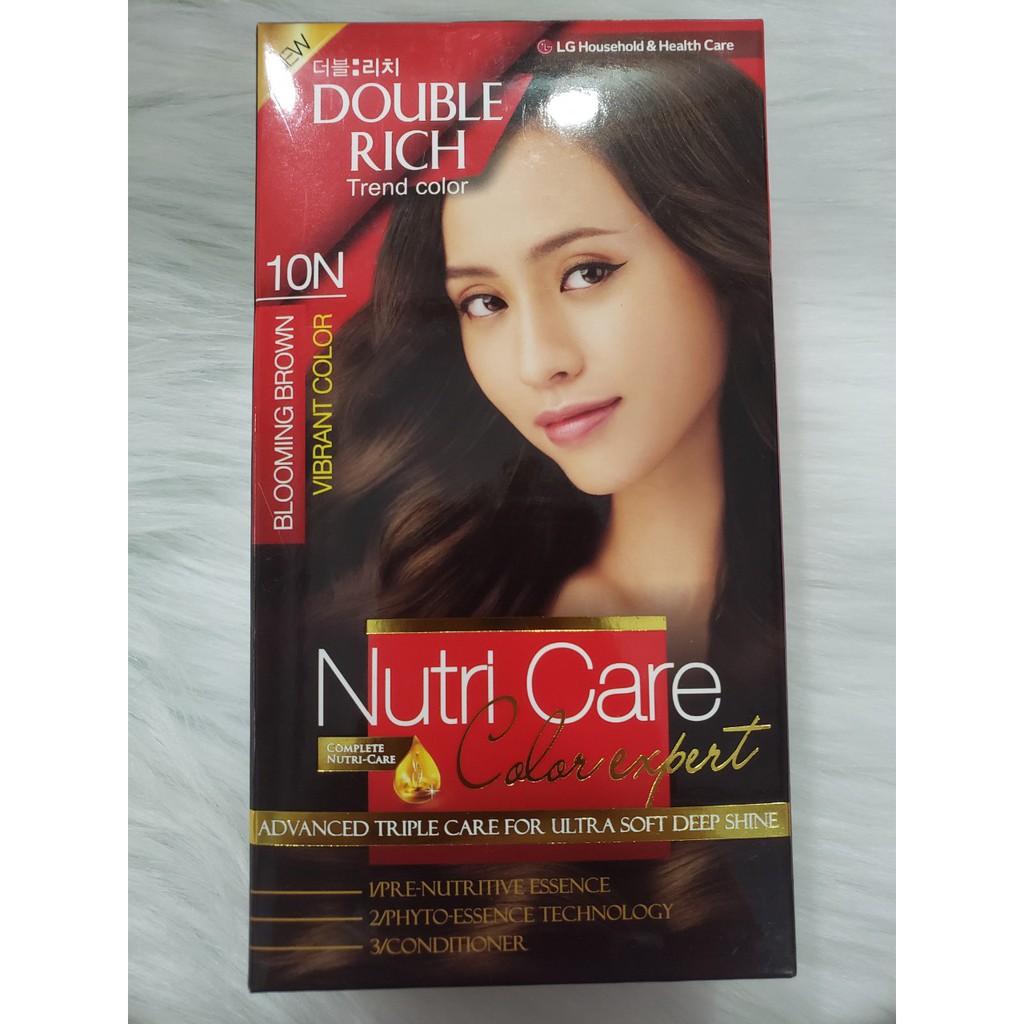 LG Household & Health Care
더블:리치
DOUBLE
RICH
Trend color
10N
BLOOMING BROWN
VIBRANT COLOR
Nutri Care
Color expert
COMPLETE
NUTRI-CARE
ADVANCED TRIPLE CARE FOR ULTRA SOFT DEEP SHINE
1/PRE-NUTRITIVE ESSENCE
2/PHYTO-ESSENCE TECHNOLOGY
3/CONDITIONER